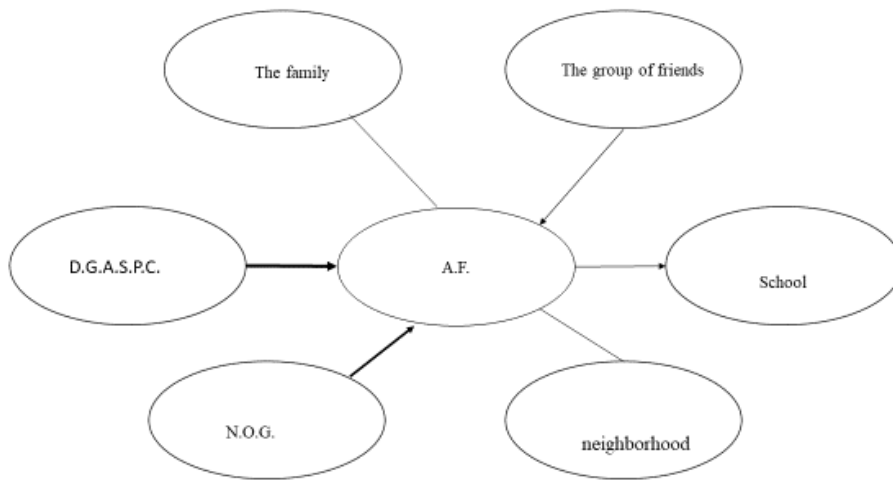 The family
The group of friends
D.G.A.S.P.C.
A.F.
School
N.O.G.
neighborhood